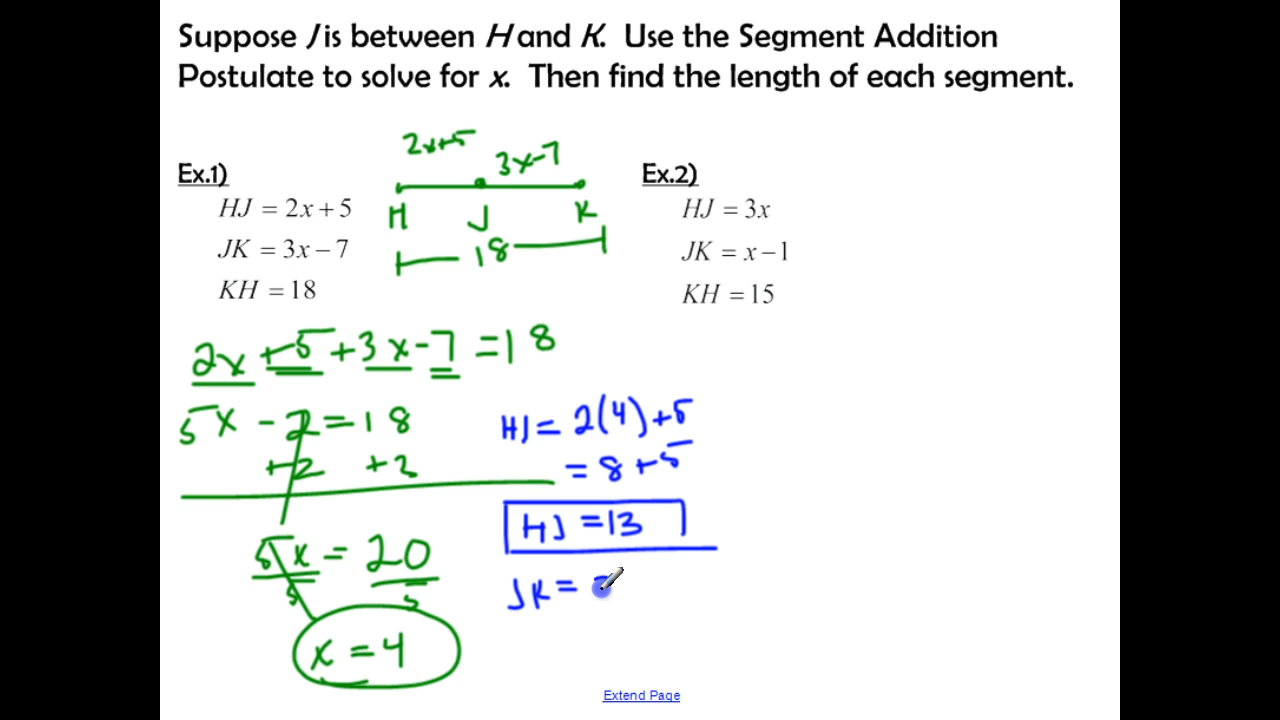 Suppose J is between H and K. Use the Segment Addition
Postulate to solve for x. Then find the length of each segment.
Ex.1)
HJ = 2x + 5
JK = 3x − 7
KH = 18
2x+5
3x-7
H J K
18
Ex.2)
HJ = 3x
JK = x − 1
KH = 15
2x +5 +3x -7 = 18
5x - 2 = 18
+2 +2
5x = 20
5 5
x = 4
HJ = 2(4)+5
= 8+5
HJ = 13
JK =
Extend Page